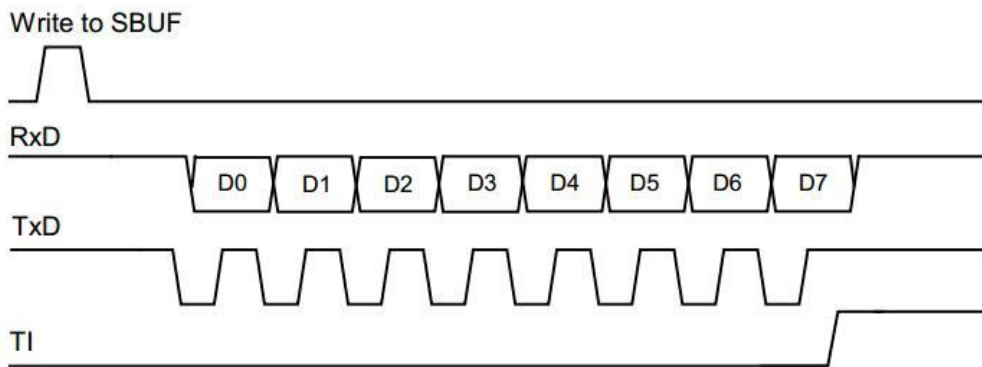 Write to SBUF
RxD
D0 D1 D2 D3 D4 D5 D6 D7
TxD
TI